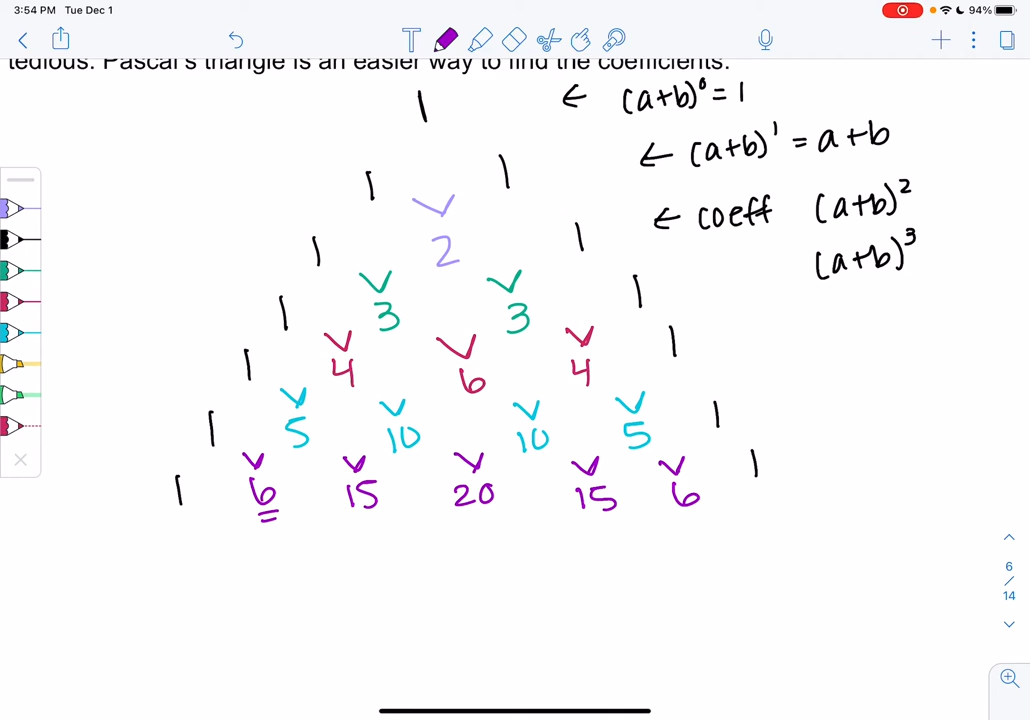 3:54 PM Tue Dec 1 94%
tedious. Pascal's triangle is an easier way to find the coefficients.
1 ← (a+b)⁰ = 1
1 1 ← (a+b)¹ = a+b
1 2 1 ← coeff (a+b)²
1 3 3 1 (a+b)³
1 4 6 4 1
1 5 10 10 5 1
1 6 15 20 15 6 1
T
6
/
14